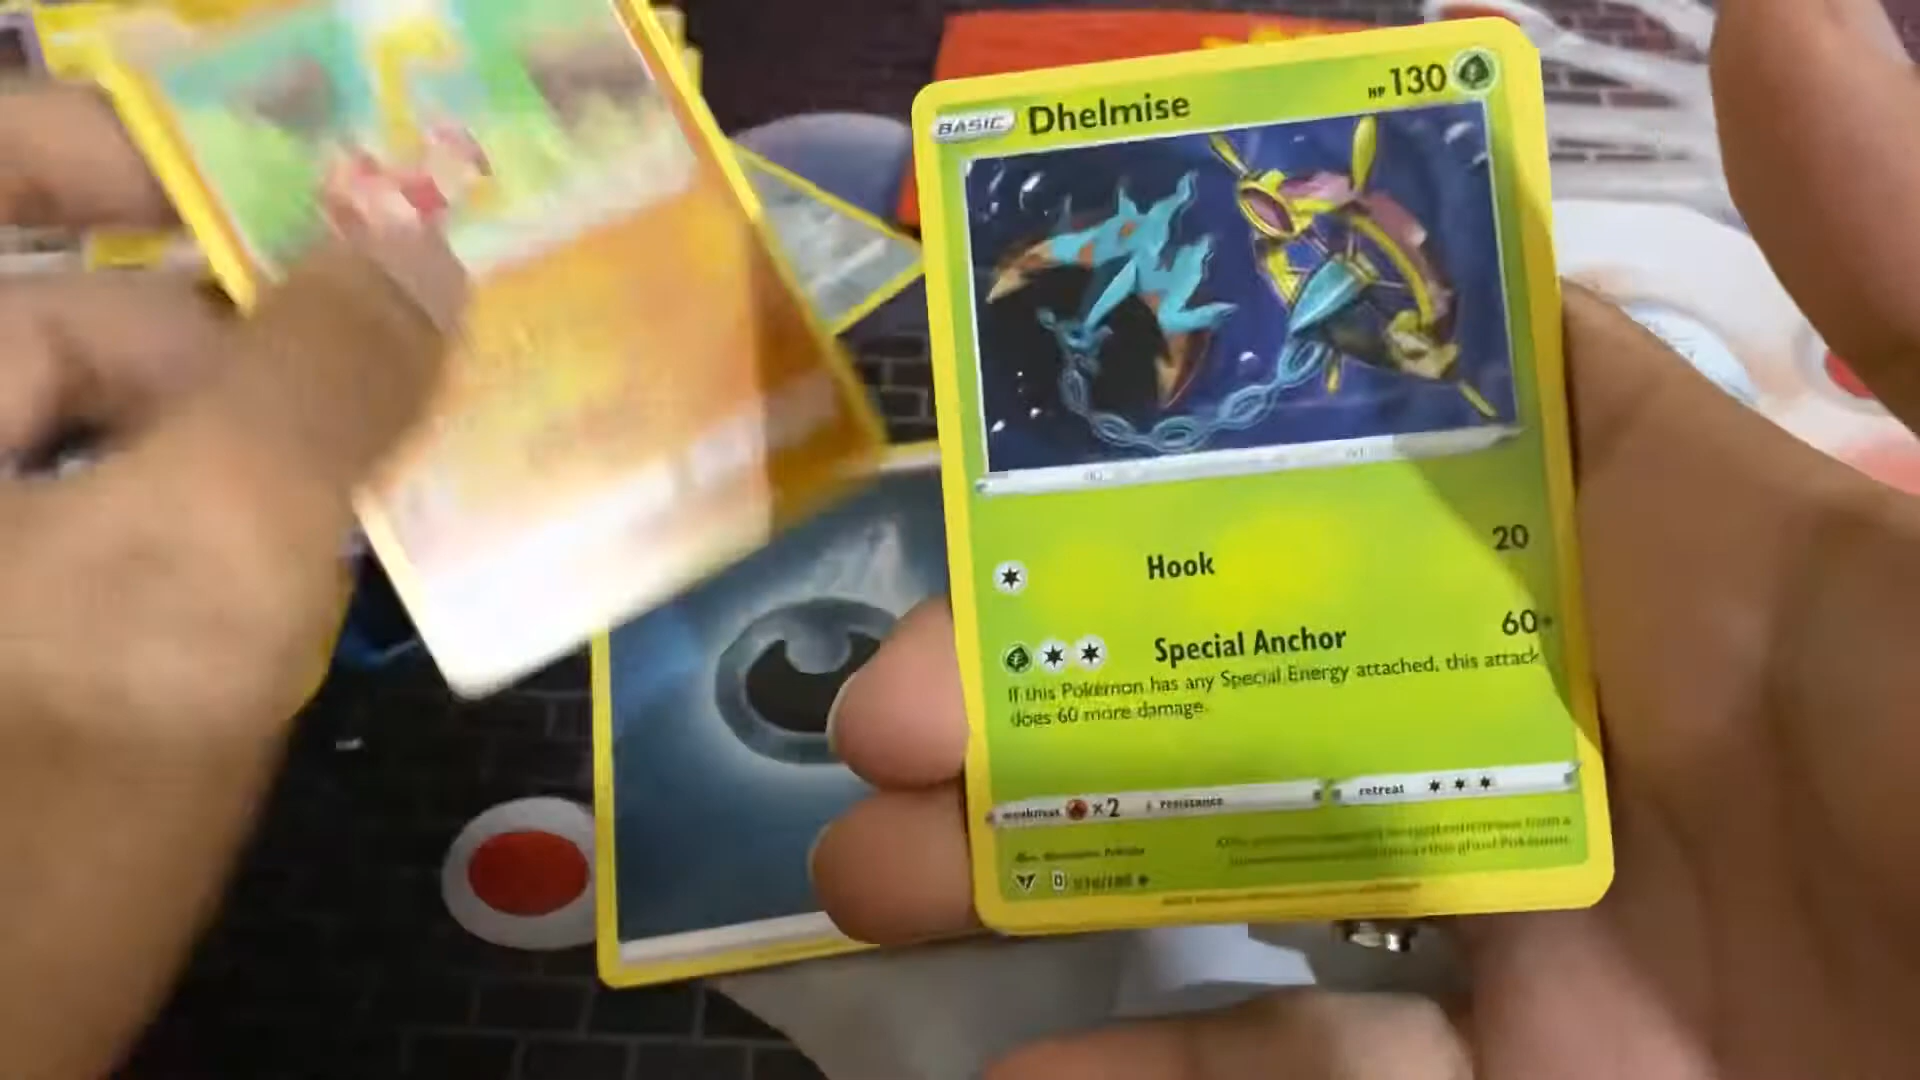 BASIC Dhelmise HP 130
Hook 20
Special Anchor 60+
If this Pokémon has any Special Energy attached, this attack
does 60 more damage.
weakness ×2 resistance retreat
D